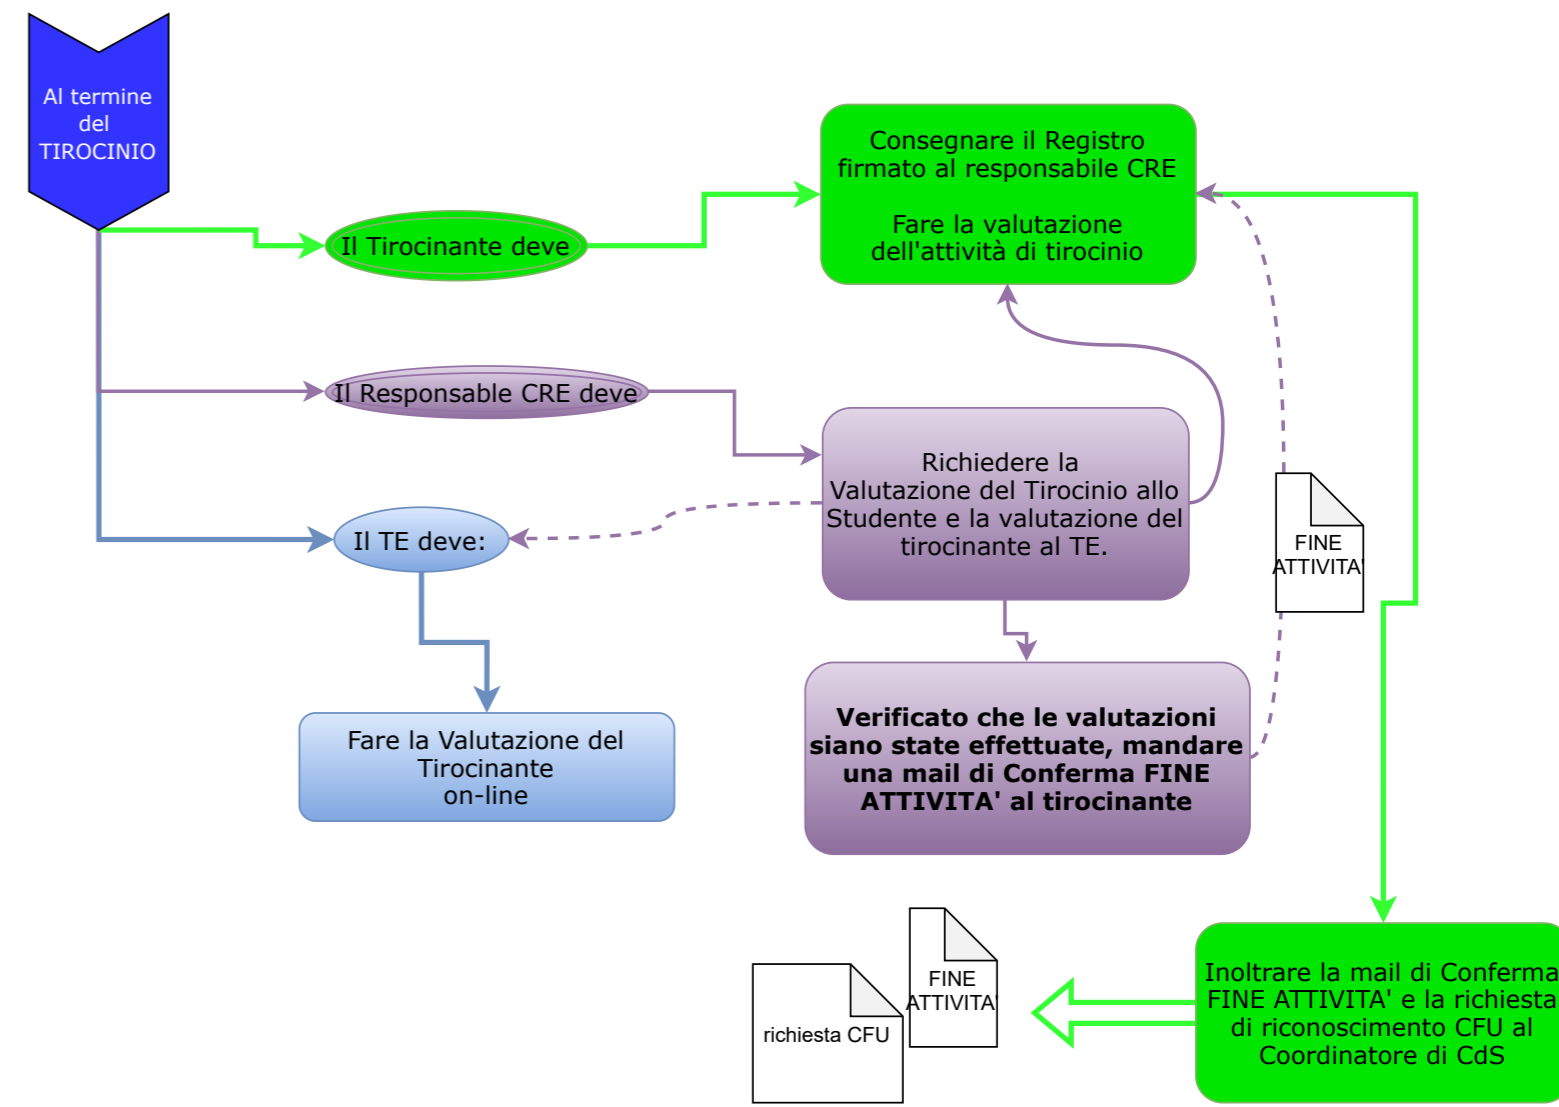 Al termine
del
TIROCINIO
Consegnare il Registro
firmato al responsabile CRE
Fare la valutazione
dell'attività di tirocinio
Il Tirocinante deve
Il Responsable CRE deve
Richiedere la
Valutazione del Tirocinio allo
Studente e la valutazione del
tirocinante al TE.
Il TE deve:
FINE
ATTIVITA'
Verificato che le valutazioni
siano state effettuate, mandare
una mail di Conferma FINE
ATTIVITA' al tirocinante
Fare la Valutazione del
Tirocinante
on-line
Inoltrare la mail di Conferma
FINE ATTIVITA' e la richiesta
di riconoscimento CFU al
Coordinatore di CdS
FINE
ATTIVITA'
richiesta CFU